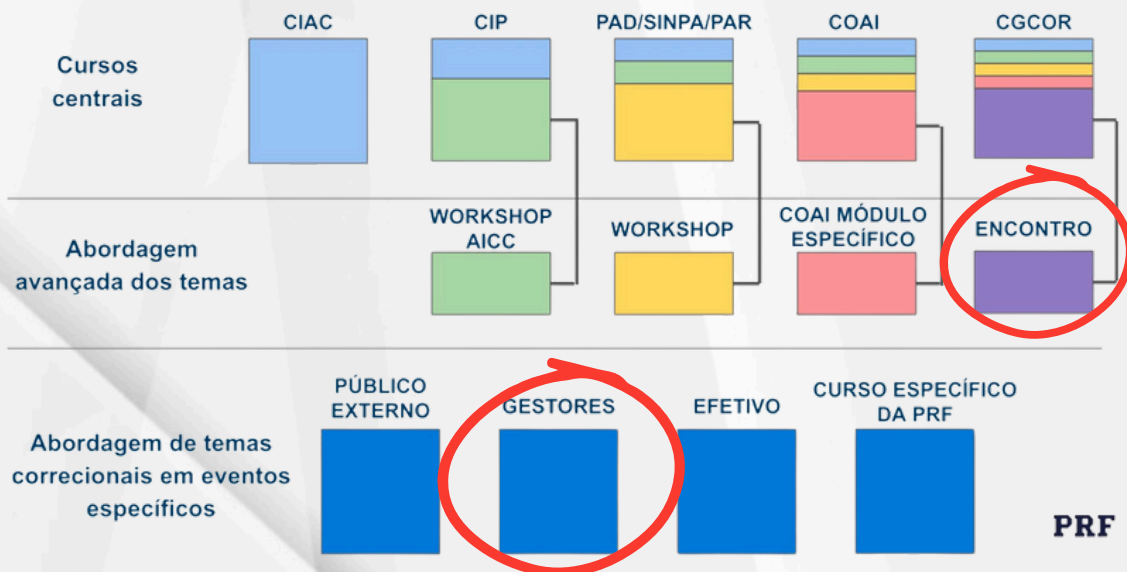 CIAC
CIP
PAD/SINPA/PAR
COAI
CGCOR
Cursos
centrais
WORKSHOP
AICC
WORKSHOP
COAI MÓDULO
ESPECÍFICO
ENCONTRO
Abordagem
avançada dos temas
PÚBLICO
EXTERNO
GESTORES
EFETIVO
CURSO ESPECÍFICO
DA PRF
Abordagem de temas
correcionais em eventos
específicos
PRF